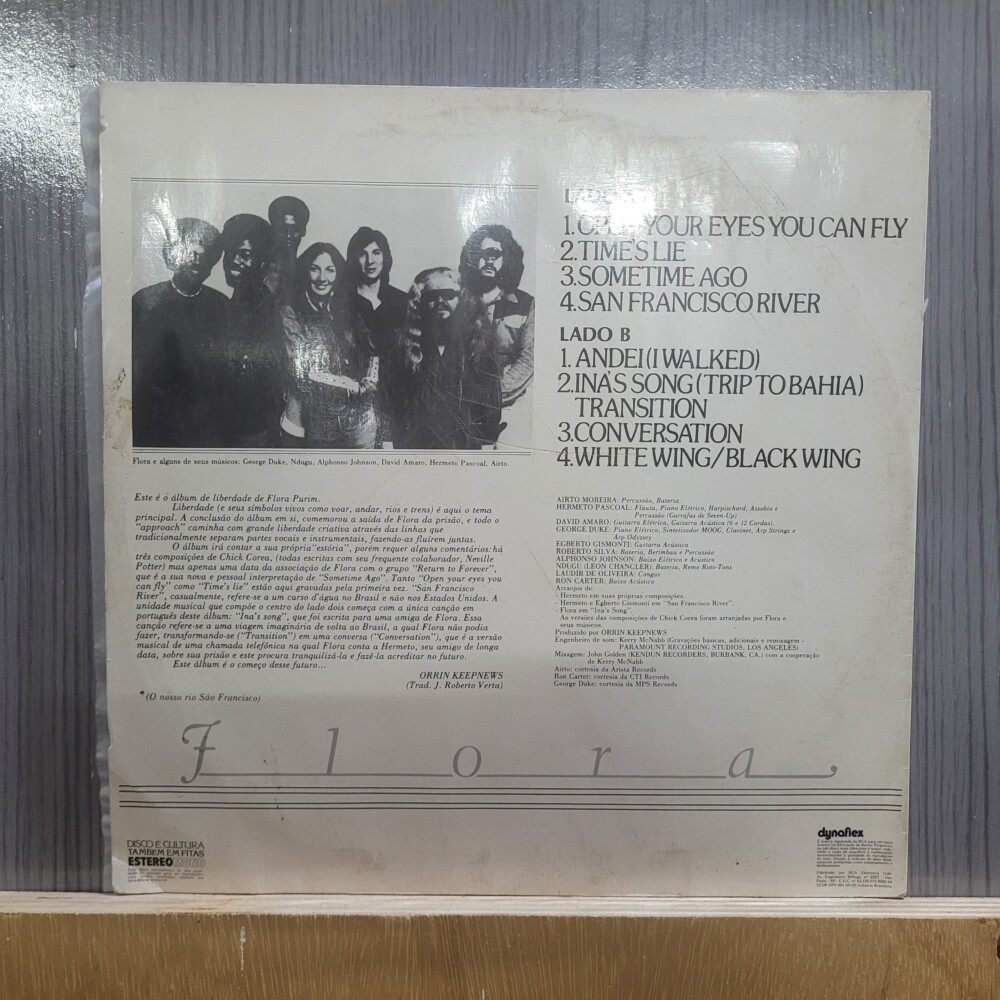 LADO
1. OPEN YOUR EYES YOU CAN FLY
2. TIME'S LIE
3. SOMETIME AGO
4. SAN FRANCISCO RIVER
LADO B
1. ANDEI (I WALKED)
2. INA'S SONG (TRIP TO BAHIA)
TRANSITION
3. CONVERSATION
4. WHITE WING/BLACK WING
Flora e alguns de seus músicos: George Duke, Ndugu, Alphonso Johnson, David Amaro, Hermeto Pascoal, Airto.
Este é o álbum de liberdade de Flora Purim.
Liberdade (e seus símbolos vivos como voar, andar, rios e trens) é aqui o tema
principal. A conclusão do álbum em si, comemorou a saída de Flora da prisão, e todo o
"approach" caminha com grande liberdade criativa através das linhas que
tradicionalmente separam partes vocais e instrumentais, fazendo-as fluírem juntas.
O álbum irá contar a sua própria "estória", porém requer alguns comentários: há
três composições de Chick Corea, (todas escritas com seu frequente colaborador, Neville
Potter) mas apenas uma data da associação de Flora com o grupo "Return to Forever",
que é a sua nova e pessoal interpretação de "Sometime Ago". Tanto "Open your eyes you
can fly" como "Time's lie" estão aqui gravadas pela primeira vez. "San Francisco
River", casualmente, refere-se a um curso d'água no Brasil e não nos Estados Unidos. A
unidade musical que compõe o centro do lado dois começa com a única canção em
português deste álbum: "Ina's song", que foi escrita para uma amiga de Flora. Essa
canção refere-se a uma viagem imaginária de volta ao Brasil, a qual Flora não podia
fazer, transformando-se ("Transition") em uma conversa ("Conversation"), que é a versão
musical de uma chamada telefônica na qual Flora conta a Hermeto, seu amigo de longa
data, sobre sua prisão e este procura tranquilizá-la e fazê-la acreditar no futuro.
Este álbum é o começo desse futuro...
ORRIN KEEPNEWS
(Trad. J. Roberto Verta)
*(O nosso rio São Francisco)
AIRTO MOREIRA: Percussão, Bateria.
HERMETO PASCOAL: Flauta, Piano Elétrico, Harpischord, Assobio e
Percussão (Garrafas de Seven-Up)
DAVID AMARO: Guitarra Elétrica, Guitarra Acústica (6 e 12 Cordas).
GEORGE DUKE: Piano Elétrico, Sintetizador MOOG, Clavinet, Arp Strings e
Arp Odyssey
EGBERTO GISMONTI: Guitarra Acústica
ROBERTO SILVA: Bateria, Berimbau e Percussão
ALPHONSO JOHNSON: Baixo Elétrico e Acústico
NDUGU (LEON CHANCLER): Bateria, Remo Roto-Toms
LAUDIR DE OLIVEIRA: Congas
RON CARTER: Baixo Acústico
Arranjos de:
- Hermeto em suas próprias composições.
- Hermeto e Egberto Gismonti em "San Francisco River".
- Flora em "Ina's Song"
As versões das composições de Chick Corea foram arranjadas por Flora e
seus músicos.
Produzido por ORRIN KEEPNEWS
Engenheiro de som: Kerry McNabb (Gravações básicas, adicionais e remixagem -
PARAMOUNT RECORDING STUDIOS, LOS ANGELES)
Mixagem: John Golden (KENDUN RECORDERS, BURBANK, CA.) com a cooperação
de Kerry McNabb
Airto: cortesia da Arista Records
Ron Carter: cortesia da CTI Records
George Duke: cortesia da MPS Records
Flora
DISCO É CULTURA
TAMBÉM EM FITAS
ESTEREO MONO
dynaflex